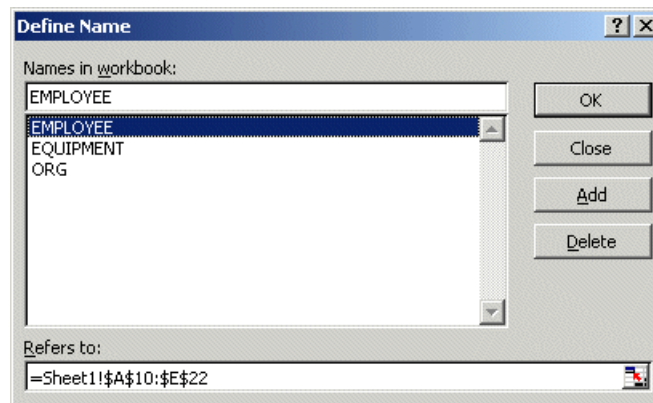 Define Name
Names in workbook:
EMPLOYEE
OK
EMPLOYEE
EQUIPMENT
ORG
Close
Add
Delete
Refers to:
=Sheet1!$A$10:$E$22